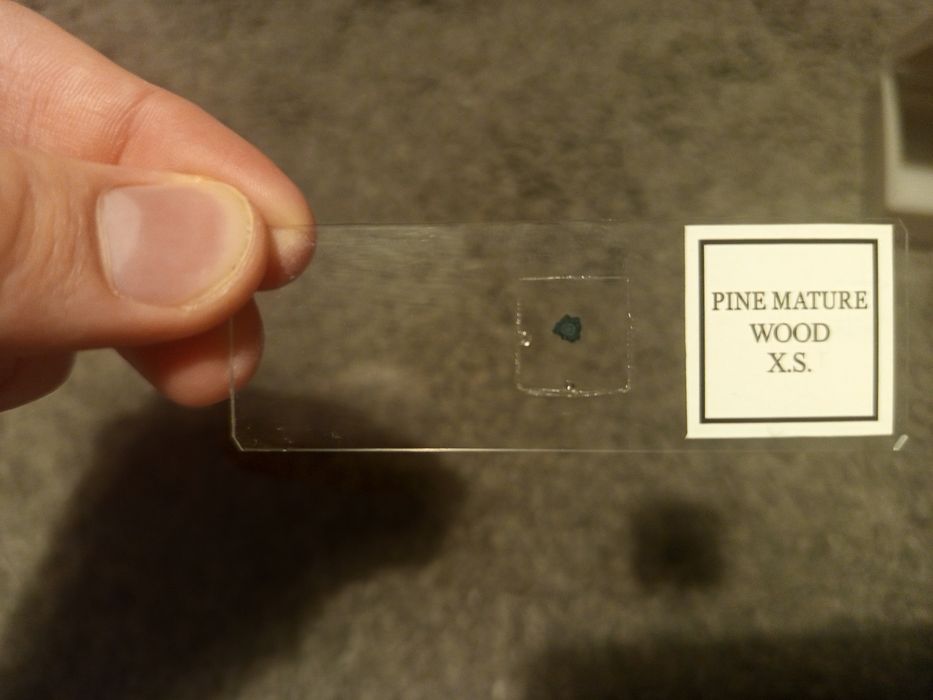 PINE MATURE
WOOD
X.S.